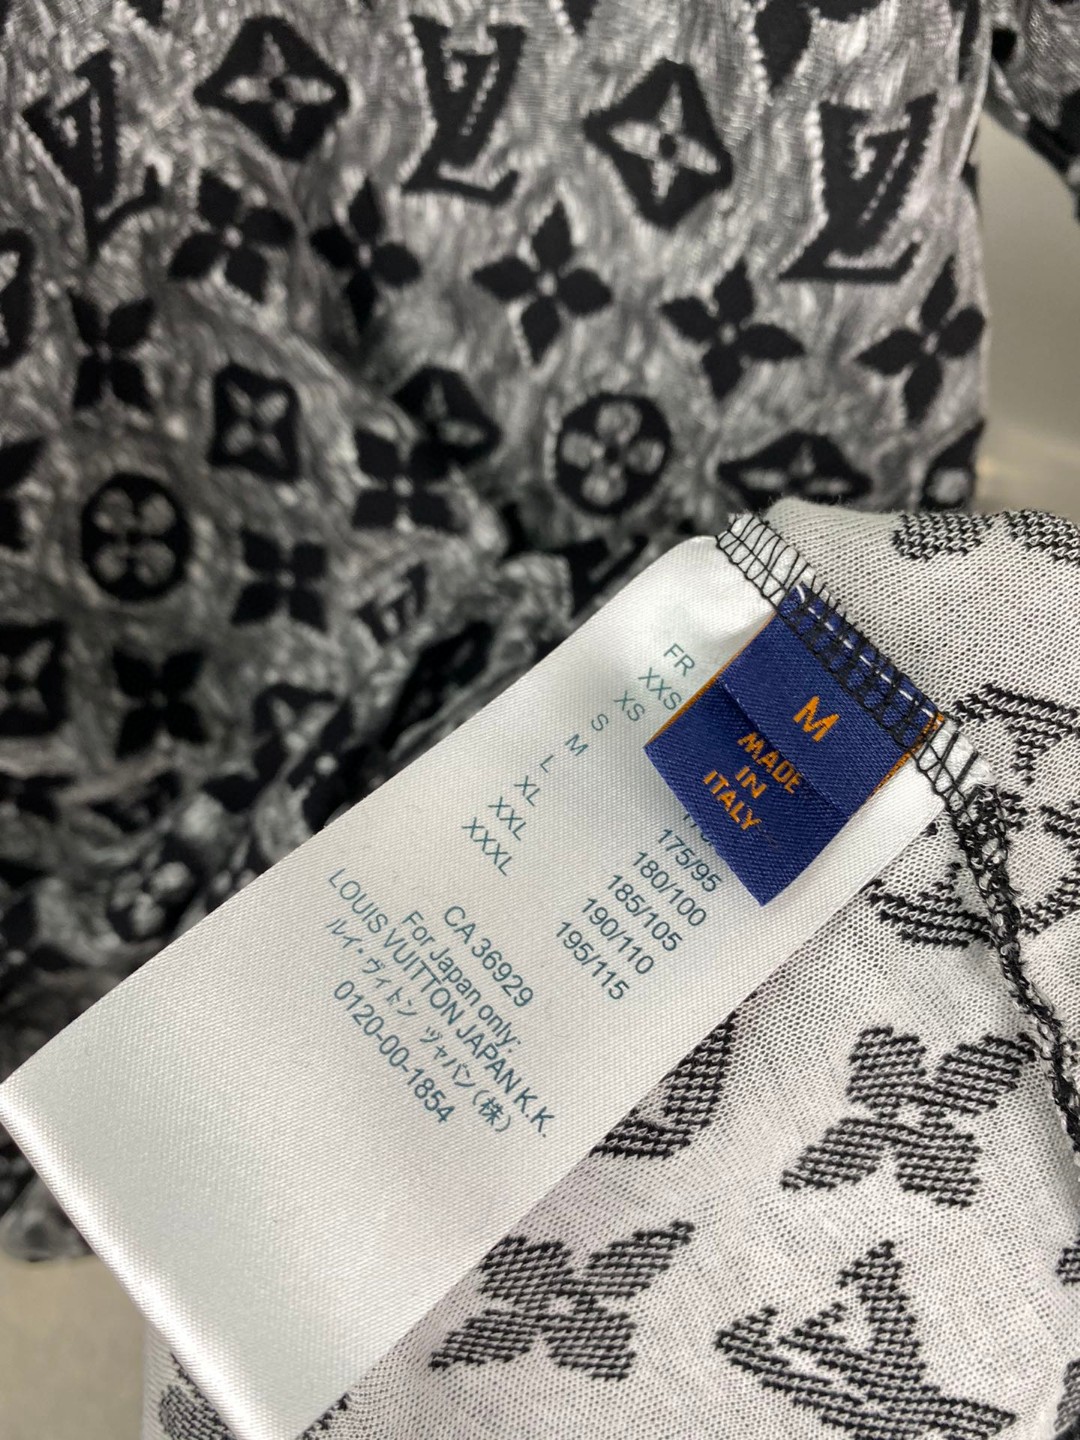 M
MADE
IN
ITALY
FR
XXS
XS
S
M 175/95
L 180/100
XL 185/105
XXL 190/110
XXXL 195/115
CA 36929
For Japan only:
LOUIS VUITTON JAPAN K.K.
ルイ・ヴィトン ヅャパン(株)
0120-00-1854